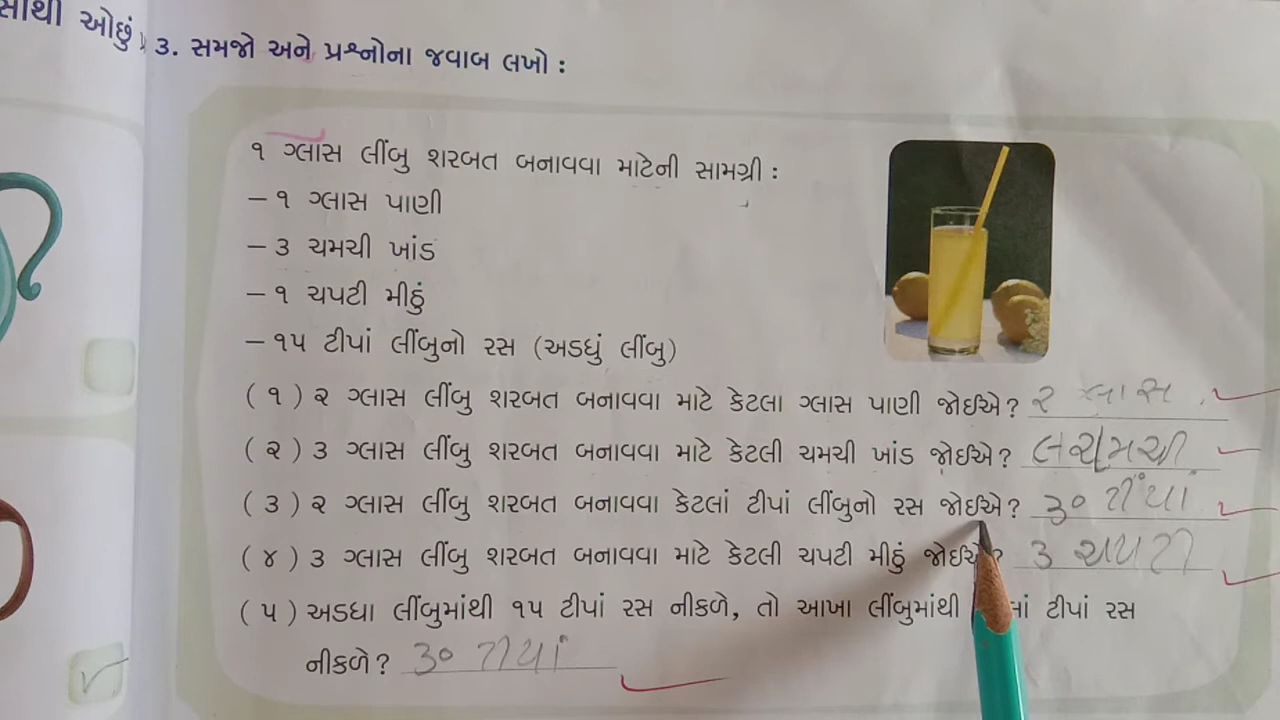 સૌથી ઓછું
૩. સમજો અને પ્રશ્નોના જવાબ લખો :
૧ ગ્લાસ લીંબુ શરબત બનાવવા માટેની સામગ્રી :
– ૧ ગ્લાસ પાણી
– ૩ ચમચી ખાંડ
– ૧ ચપટી મીઠું
– ૧૫ ટીપાં લીંબુનો રસ (અડધું લીંબુ)
(૧) ૨ ગ્લાસ લીંબુ શરબત બનાવવા માટે કેટલા ગ્લાસ પાણી જોઈએ? ૨
(૨) ૩ ગ્લાસ લીંબુ શરબત બનાવવા માટે કેટલી ચમચી ખાંડ જોઈએ?
(૩) ૨ ગ્લાસ લીંબુ શરબત બનાવવા કેટલાં ટીપાં લીંબુનો રસ જોઈએ? ૩૦ ટીંપાં
(૪) ૩ ગ્લાસ લીંબુ શરબત બનાવવા માટે કેટલી ચપટી મીઠું જોઈએ? ૩ ચપટી
(૫) અડધા લીંબુમાંથી ૧૫ ટીપાં રસ નીકળે, તો આખા લીંબુમાંથી ટીપાં રસ
નીકળે? ૩૦ ટીપાં